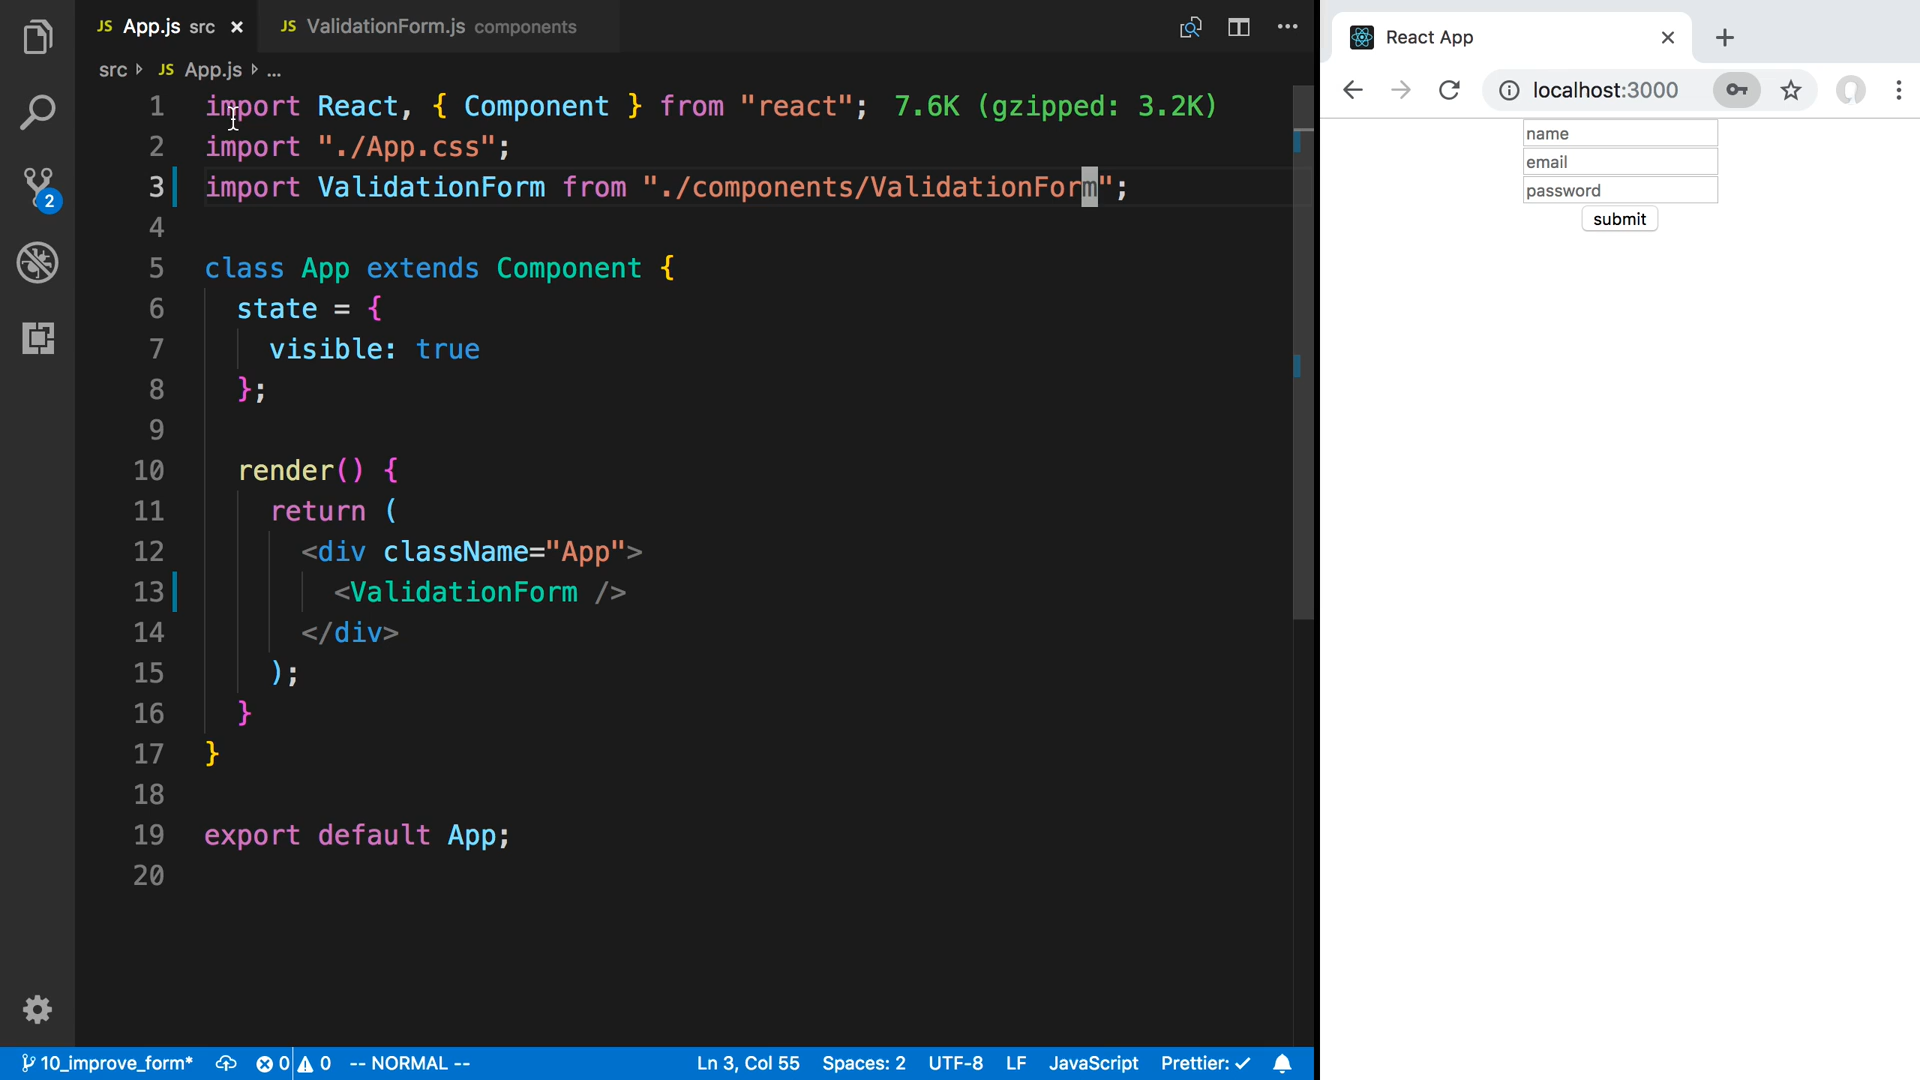 JS App.js src × JS ValidationForm.js components
src JS App.js ...
1 import React, { Component } from "react"; 7.6K (gzipped: 3.2K)
2 import "./App.css";
3 import ValidationForm from "./components/ValidationForm";
4
5 class App extends Component {
6 state = {
7 visible: true
8 };
9
10 render() {
11 return (
12 <div className="App">
13 <ValidationForm />
14 </div>
15 );
16 }
17 }
18
19 export default App;
20
2
10_improve_form* 0 0 -- NORMAL -- Ln 3, Col 55 Spaces: 2 UTF-8 LF JavaScript Prettier: ✓
React App
localhost:3000
name
email
password
submit